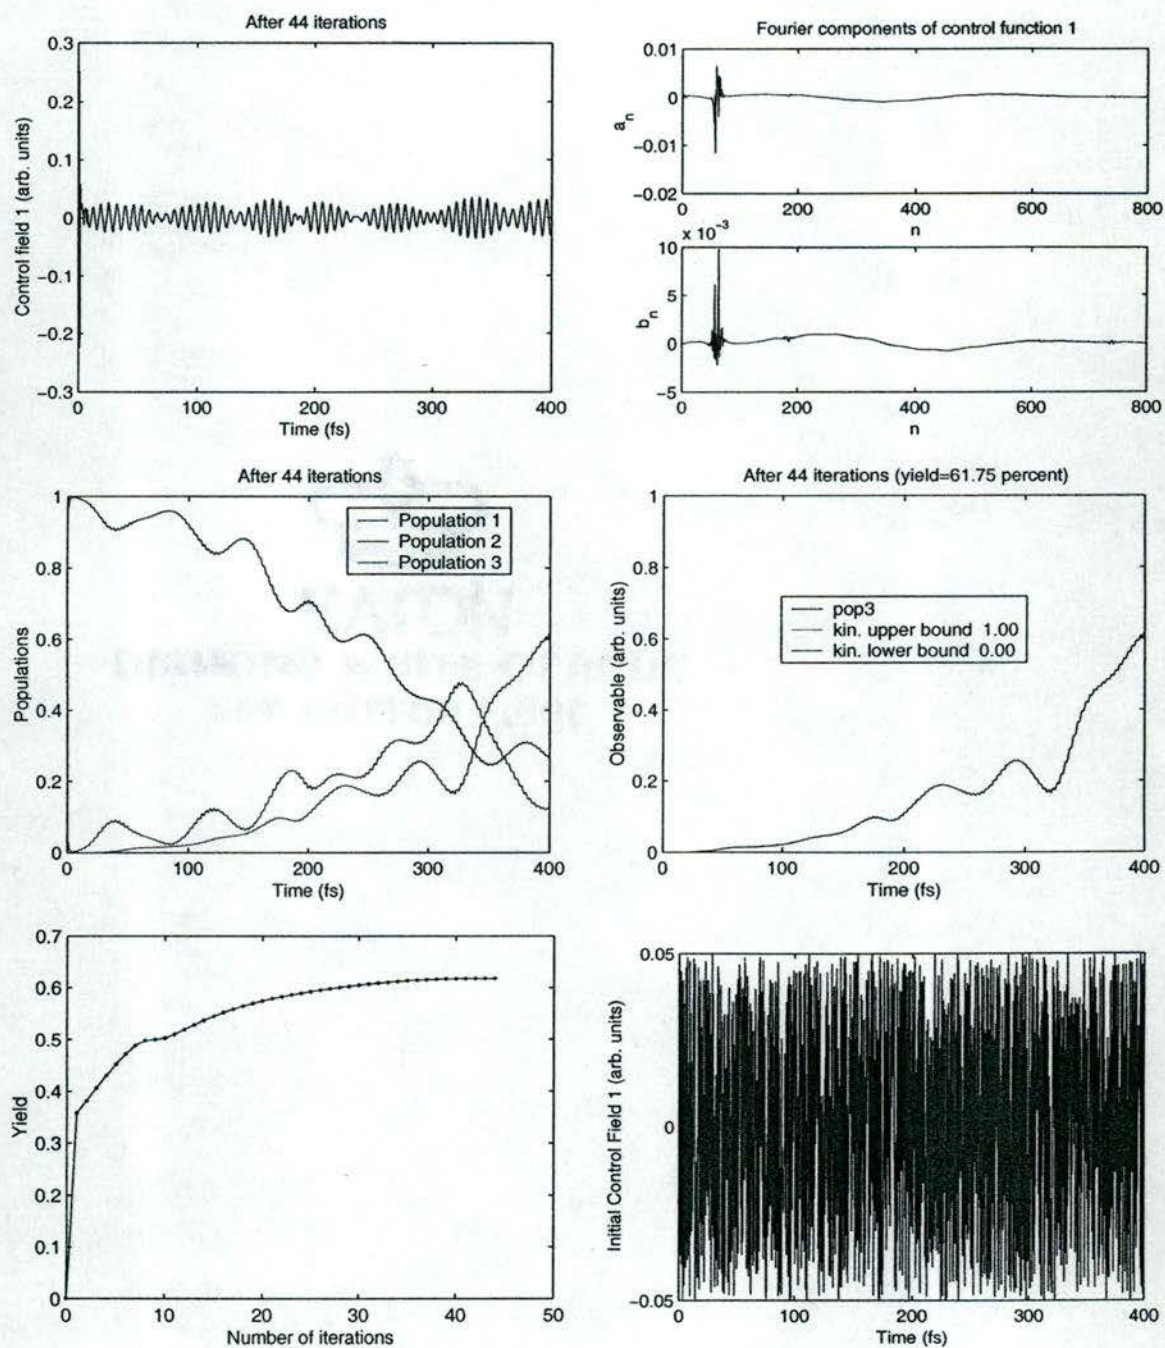 After 44 iterations
0.3
0.2
0.1
0
−0.1
−0.2
−0.3
Control field 1 (arb. units)
0 100 200 300 400
Time (fs)
Fourier components of control function 1
0.01
0
−0.01
−0.02
a_n
0 200 400 600 800
n
x 10^−3
10
5
0
−5
b_n
0 200 400 600 800
n
After 44 iterations
1
0.8
0.6
0.4
0.2
0
Populations
Population 1
Population 2
Population 3
0 100 200 300 400
Time (fs)
After 44 iterations (yield=61.75 percent)
1
0.8
0.6
0.4
0.2
0
Observable (arb. units)
pop3
kin. upper bound 1.00
kin. lower bound 0.00
0 100 200 300 400
Time (fs)
0.7
0.6
0.5
0.4
0.3
0.2
0.1
0
Yield
0 10 20 30 40 50
Number of iterations
0.05
0
−0.05
Initial Control Field 1 (arb. units)
0 100 200 300 400
Time (fs)